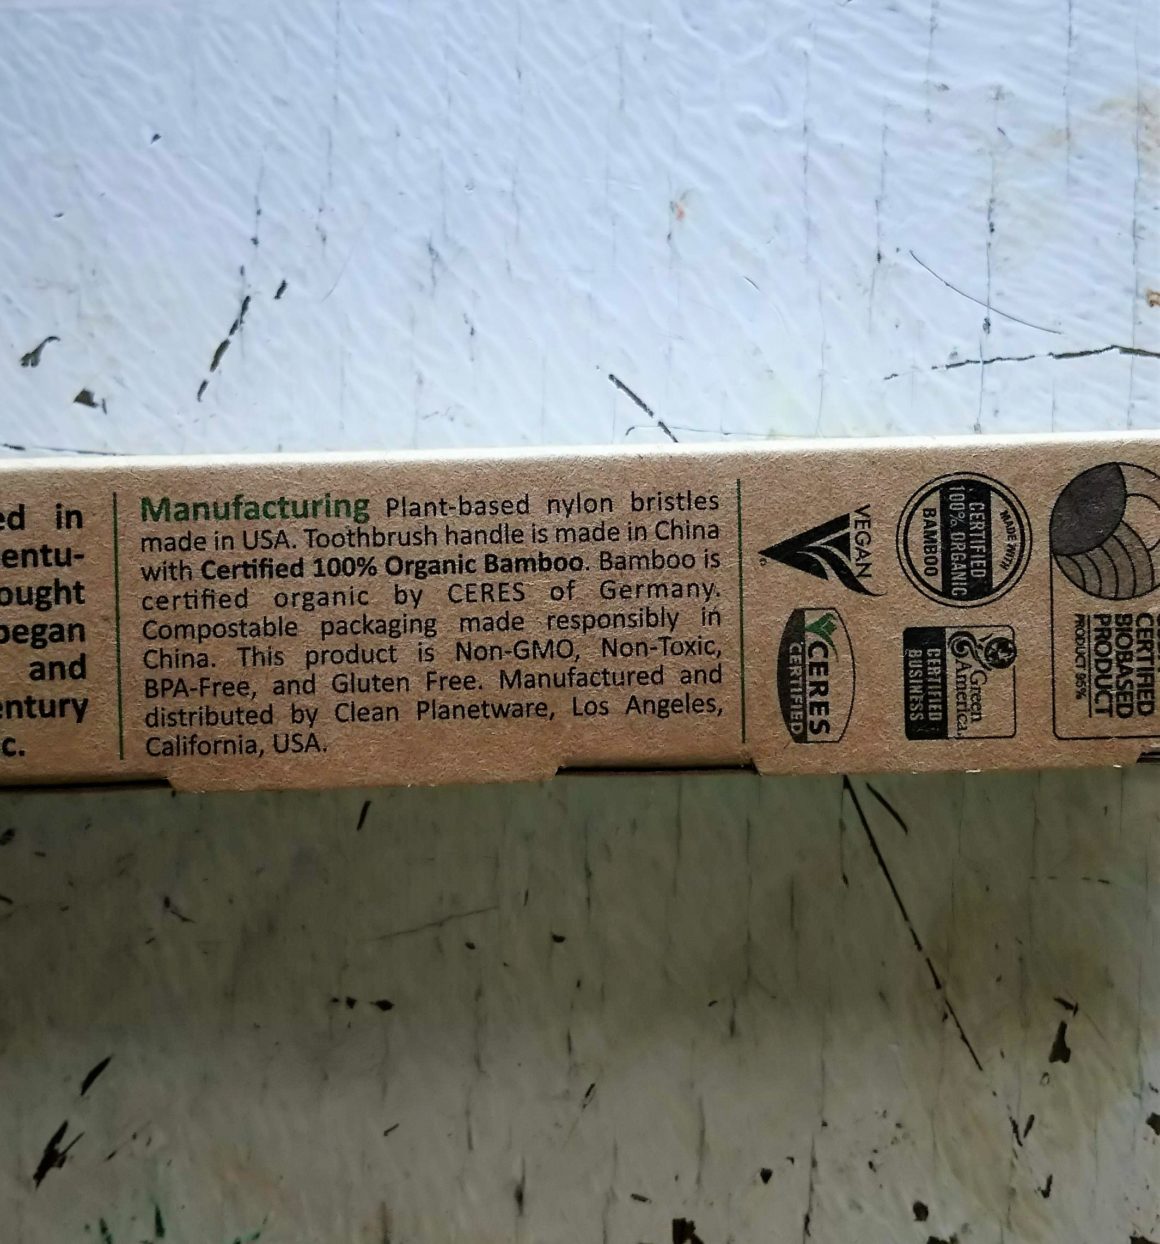 ed in
entu-
ought
began
and
entury
c.
Manufacturing Plant-based nylon bristles
made in USA. Toothbrush handle is made in China
with Certified 100% Organic Bamboo. Bamboo is
certified organic by CERES of Germany.
Compostable packaging made responsibly in
China. This product is Non-GMO, Non-Toxic,
BPA-Free, and Gluten Free. Manufactured and
distributed by Clean Planetware, Los Angeles,
California, USA.
VEGAN
CERES
CERTIFIED
MADE WITH
CERTIFIED
100% ORGANIC
BAMBOO
Green
America
CERTIFIED
BUSINESS
CERTIFIED
BIOBASED
PRODUCT
PRODUCT 95%